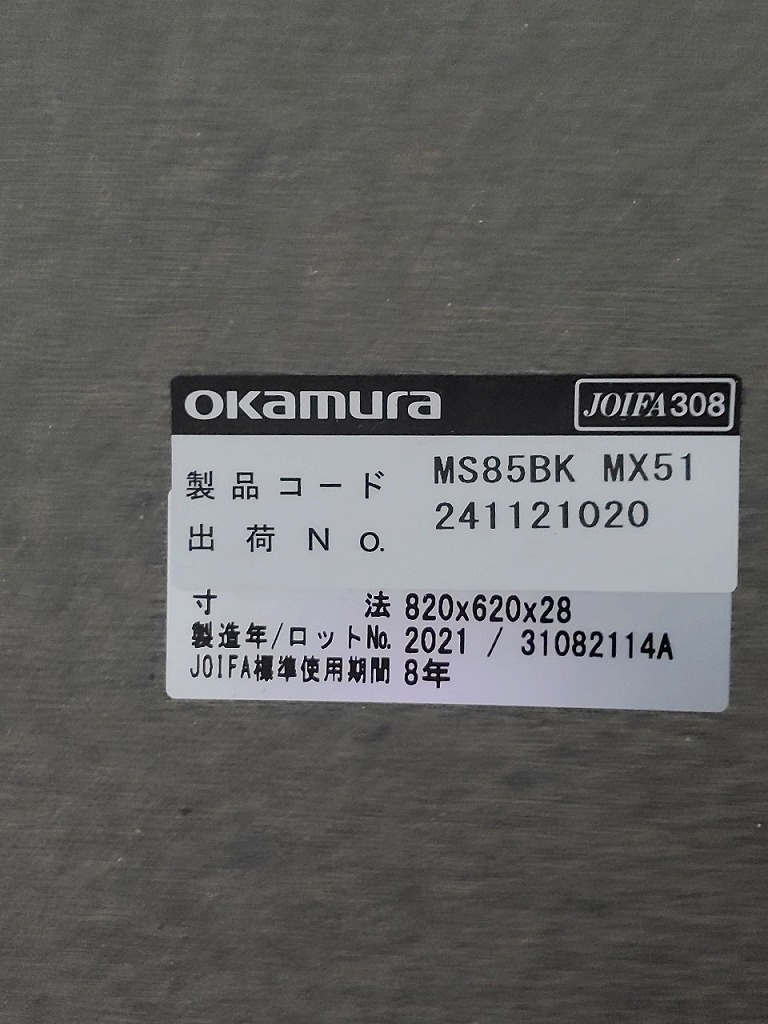 okamura JOIFA308
製品コード MS85BK MX51
出荷No. 241121020
寸法 820x620x28
製造年/ロットNo. 2021 / 31082114A
JOIFA標準使用期間 8年